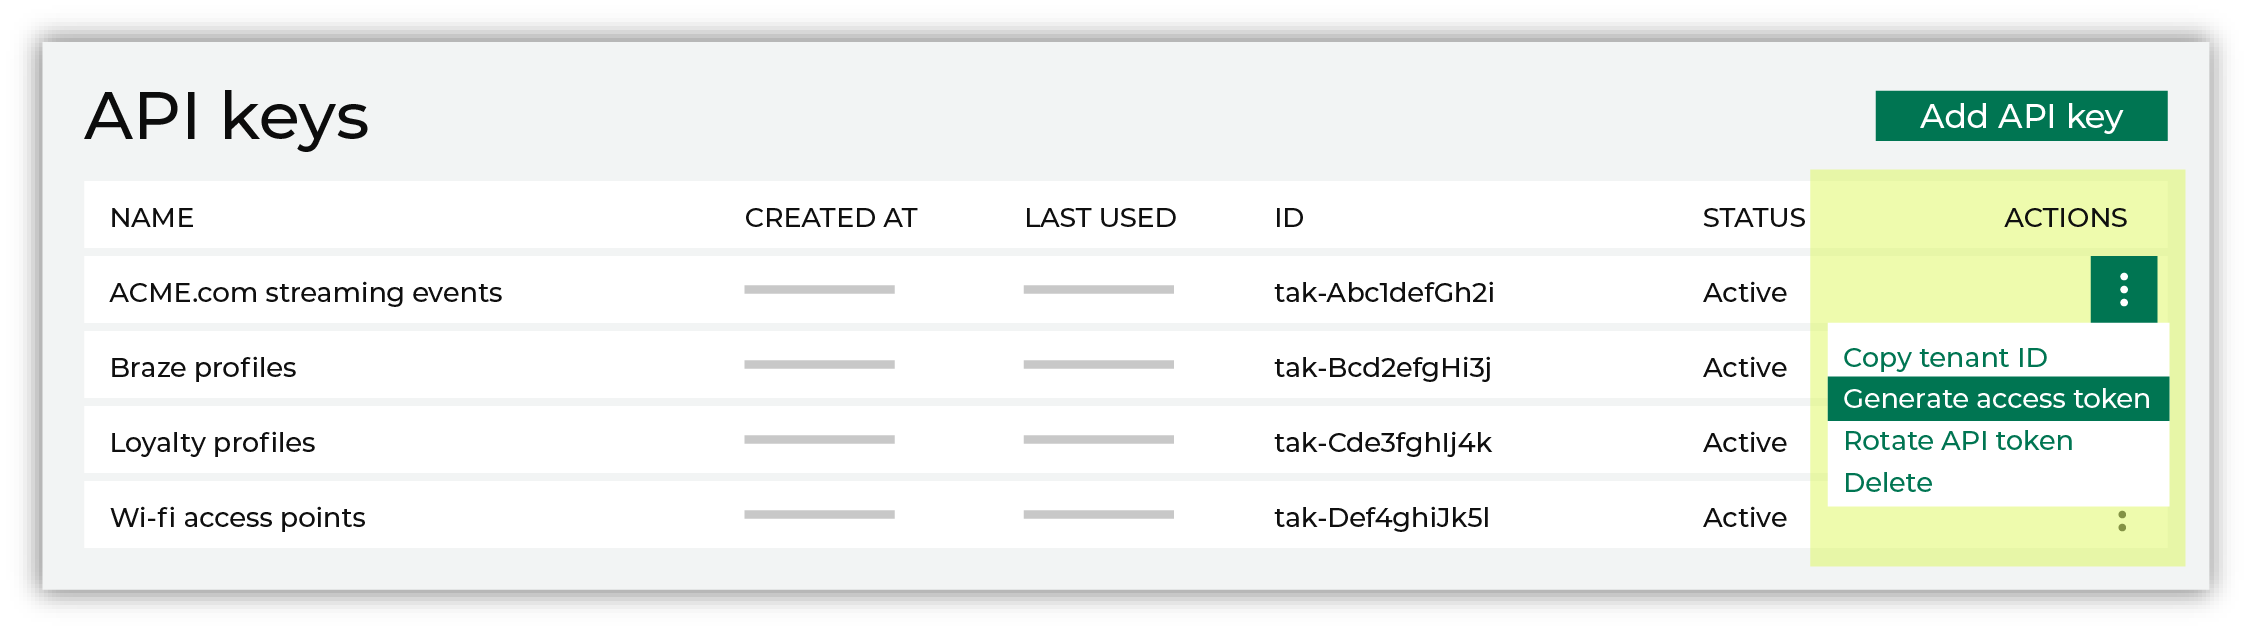 API keys
Add API key
NAME CREATED AT LAST USED ID STATUS ACTIONS
ACME.com streaming events tak-Abc1defGh2i Active
Braze profiles tak-Bcd2efgHi3j Active
Copy tenant ID
Generate access token
Loyalty profiles tak-Cde3fghIj4k Active
Rotate API token
Delete
Wi-fi access points tak-Def4ghiJk5l Active